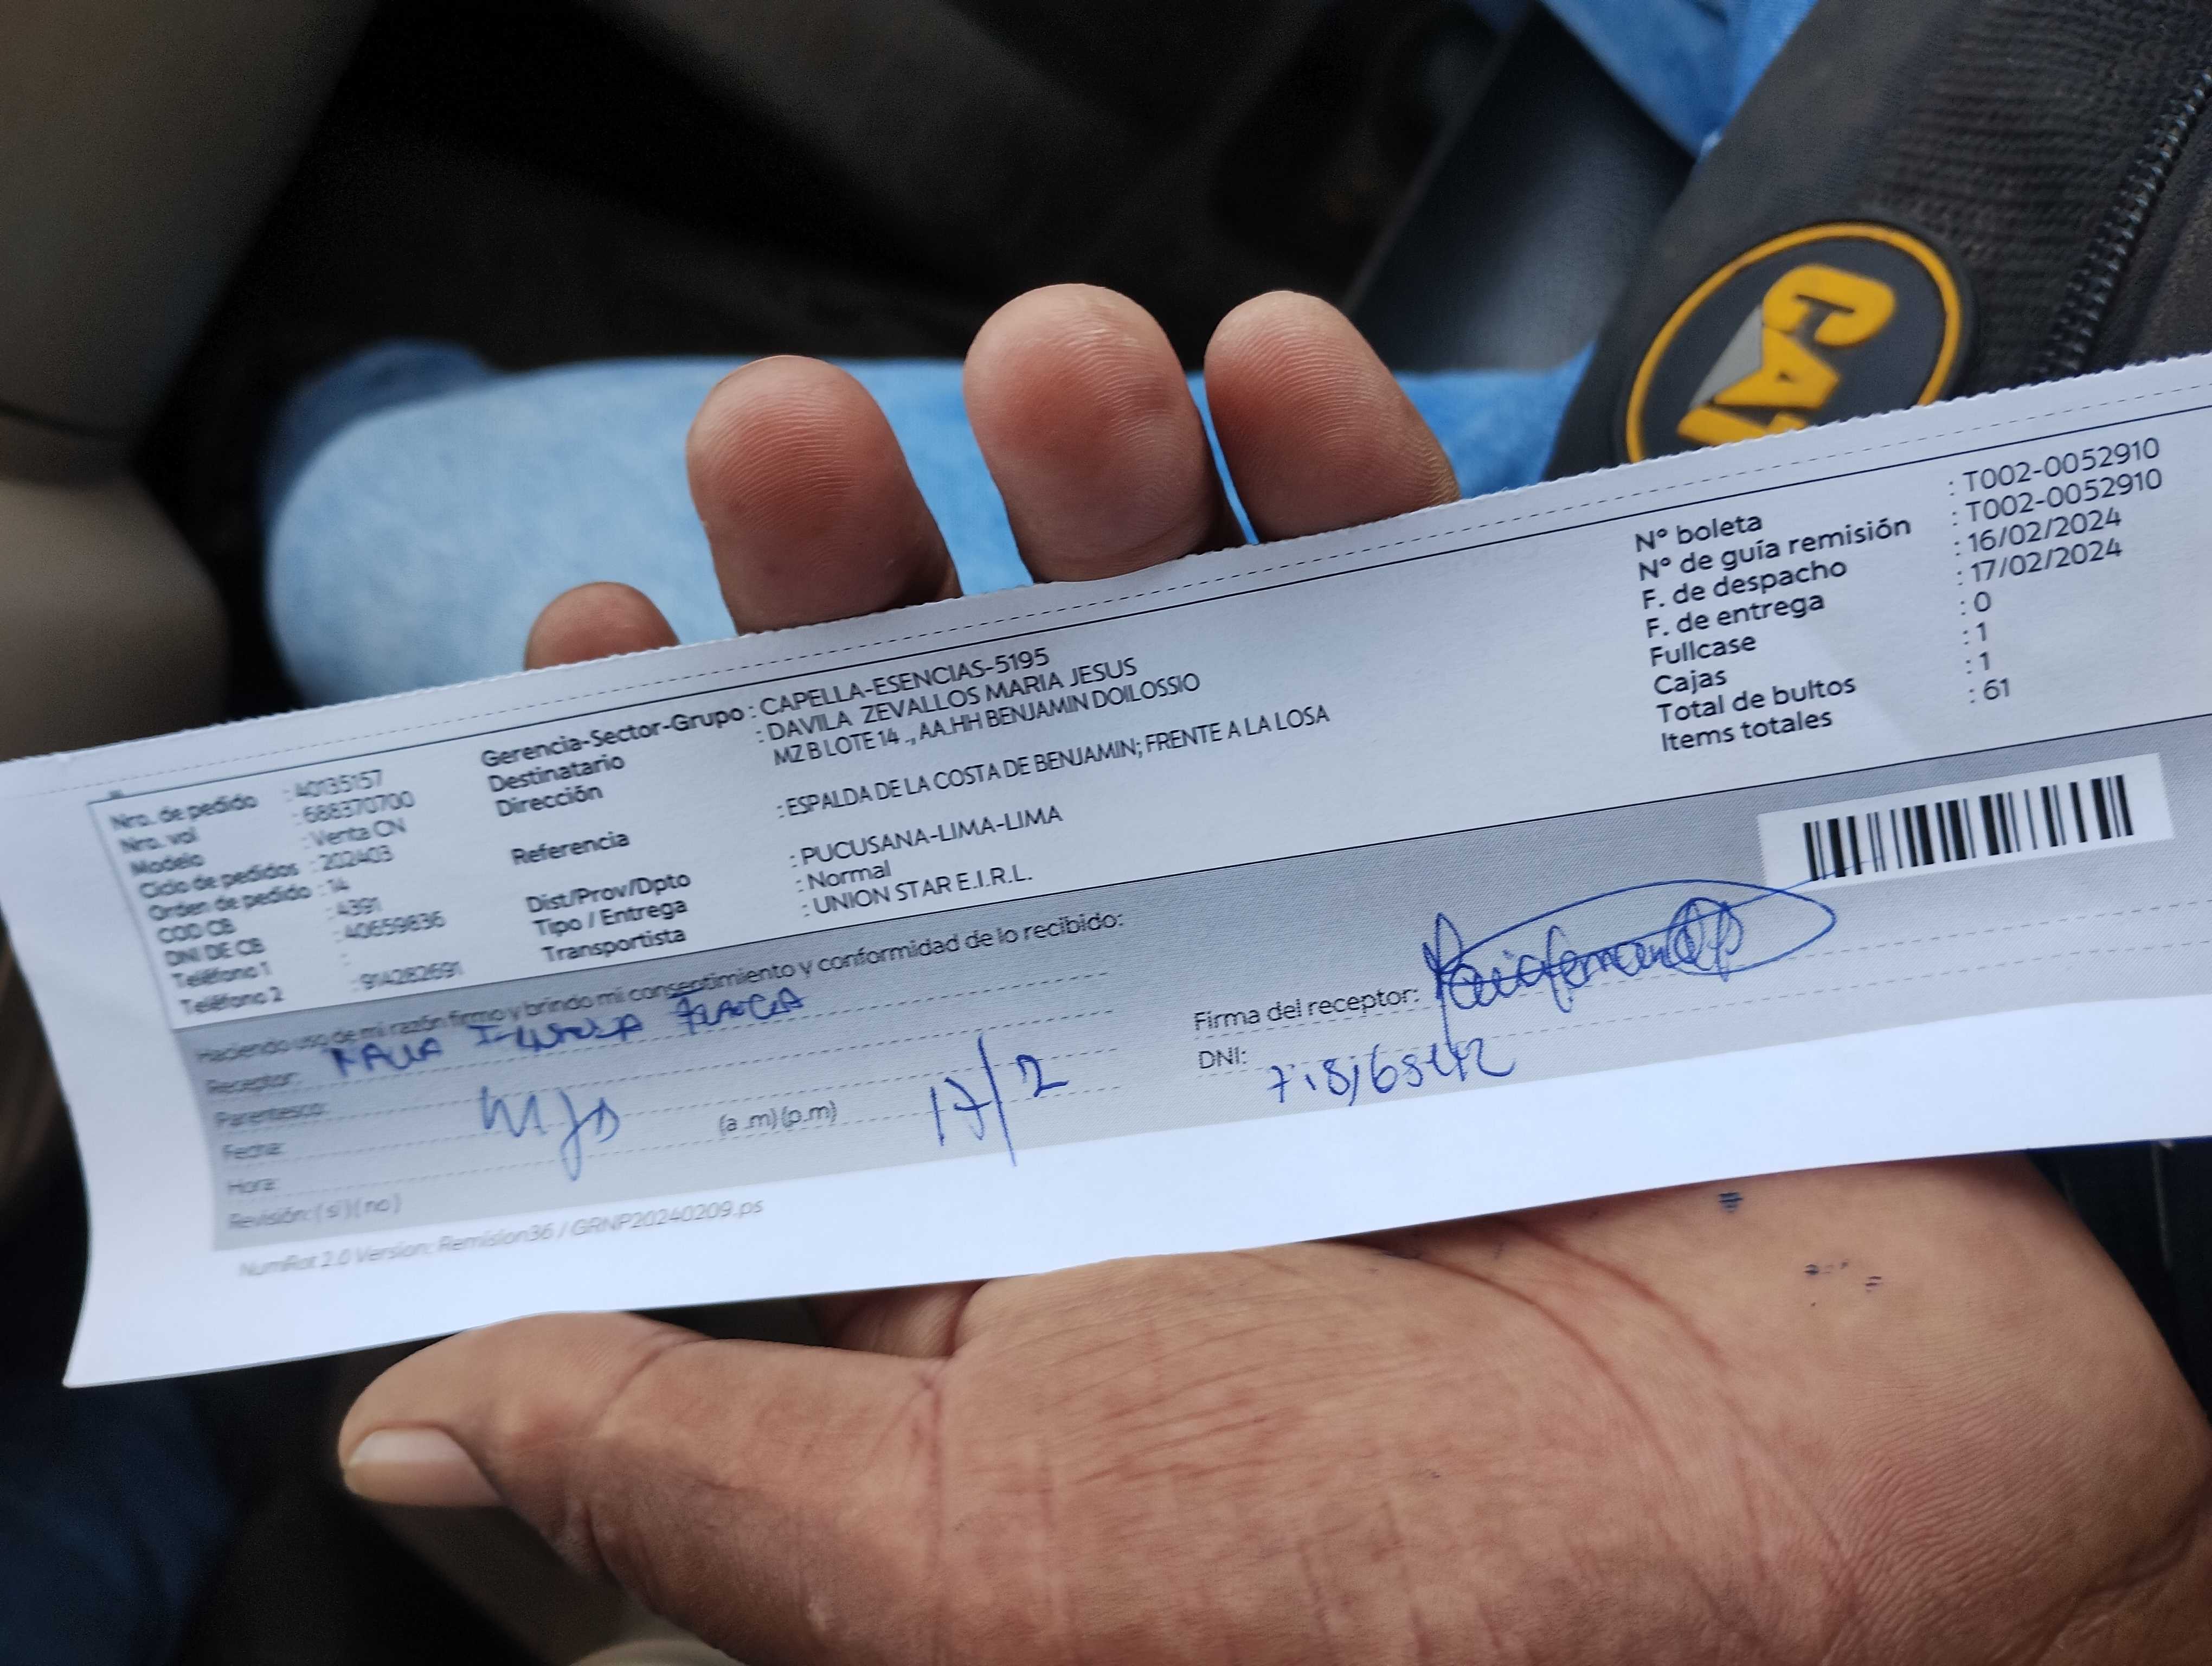 CAT
Nro. de pedido : 40135157
Nro. vol : 688370700
Modelo : Venta CN
Ciclo de pedidos : 202403
Orden de pedido : 14
COD CB : 4391
DNI DE CB : 40659836
Teléfono 1 :
Teléfono 2 : 914282691
Gerencia-Sector-Grupo : CAPELLA-ESENCIAS-5195
Destinatario : DAVILA ZEVALLOS MARIA JESUS
Dirección MZ B LOTE 14 ., AA.HH BENJAMIN DOILOSSIO
Referencia : ESPALDA DE LA COSTA DE BENJAMIN; FRENTE A LA LOSA
Dist/Prov/Dpto : PUCUSANA-LIMA-LIMA
Tipo / Entrega : Normal
Transportista : UNION STAR E.I.R.L.
N° boleta : T002-0052910
N° de guía remisión : T002-0052910
F. de despacho : 16/02/2024
F. de entrega : 17/02/2024
Fullcase : 0
Cajas : 1
Total de bultos : 1
Items totales : 61
Haciendo uso de mi razón firmo y brindo mi consentimiento y conformidad de lo recibido:
Receptor:
Parentesco:
Fecha: 17/2
Hora: (a .m) (p.m)
Revisión: ( si ) ( no )
Firma del receptor:
DNI:
NumRot 2.0 Version: Remision36 / GRNP20240209.ps